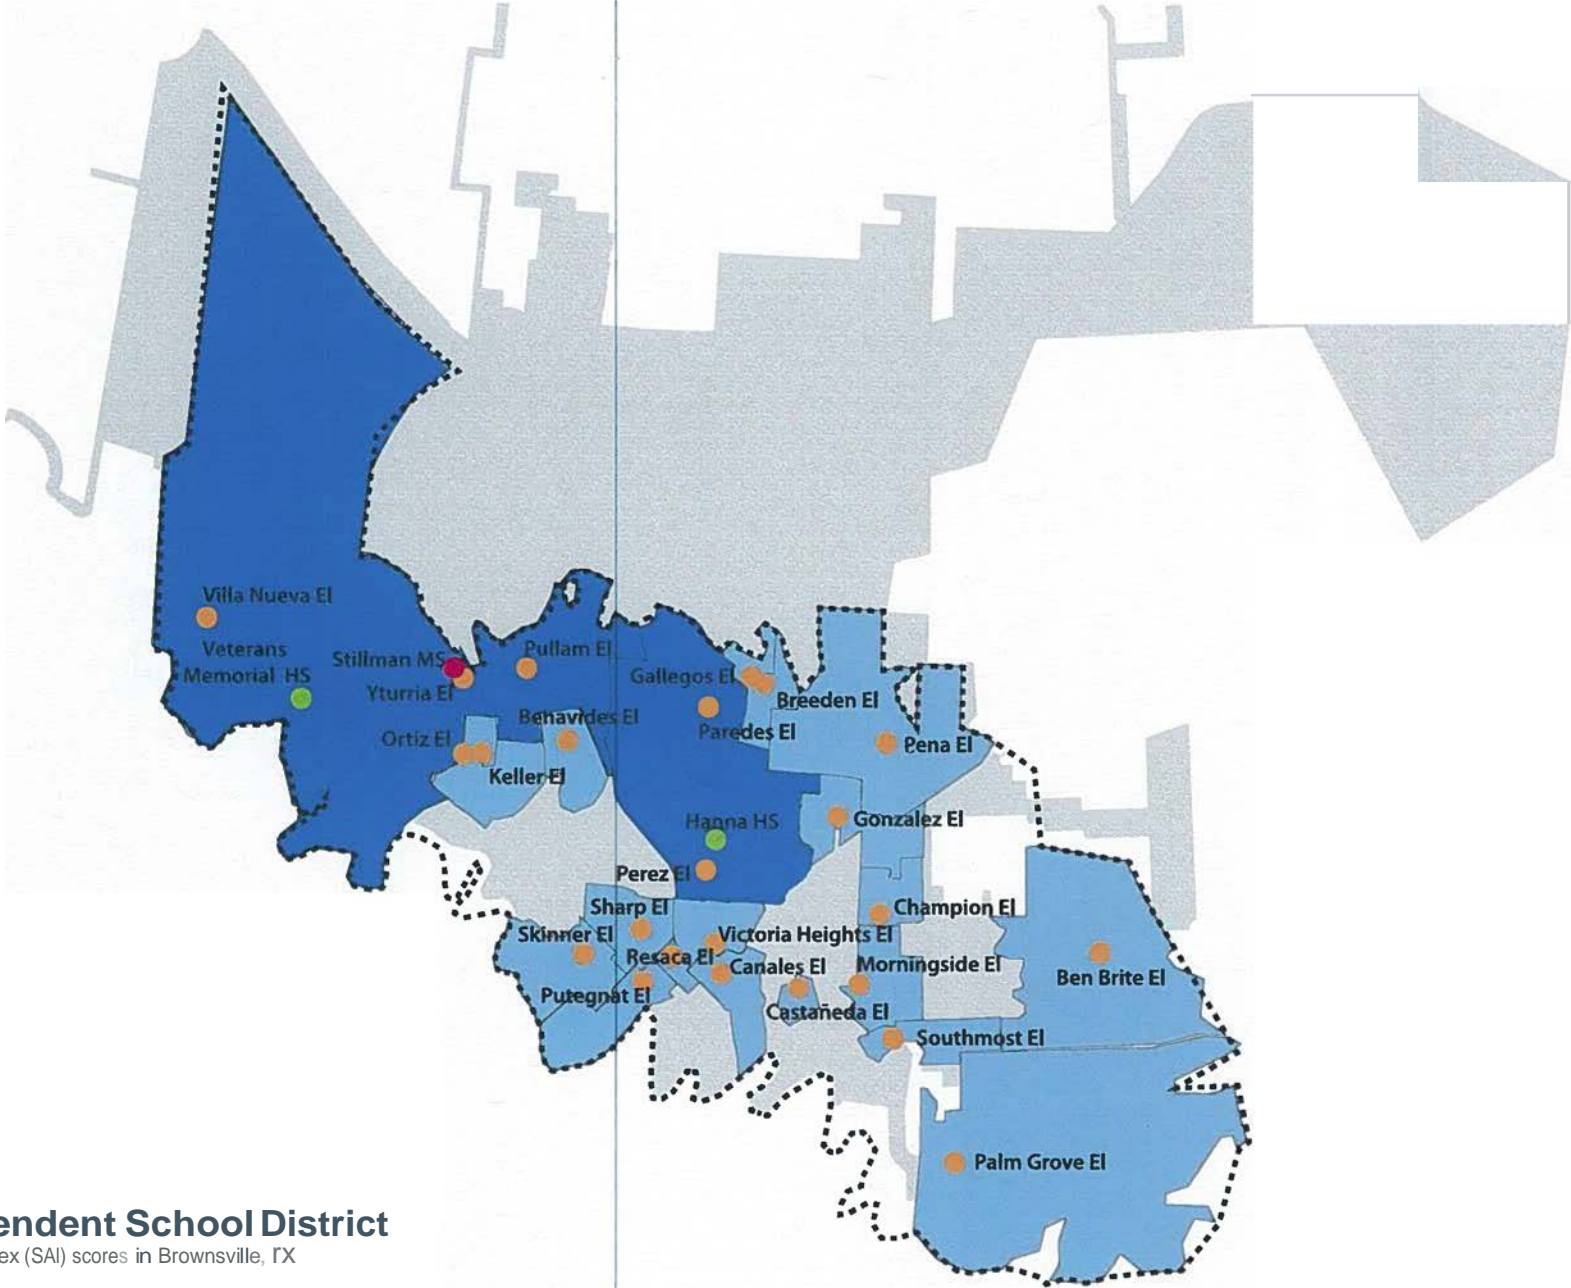 Villa Nueva El
Veterans
Memorial HS
Stillman MS
Yturria El
Pullam El
Gallegos El
Breeden El
Benavides El
Paredes El
Ortiz El
Pena El
Keller El
Hanna HS
Gonzalez El
Perez El
Sharp El
Champion El
Skinner El
Victoria Heights El
Resaca El
Canales El
Morningside El
Ben Brite El
Putegnat El
Castañeda El
Southmost El
Palm Grove El
endent School District
ex (SAI) scores in Brownsville, rx